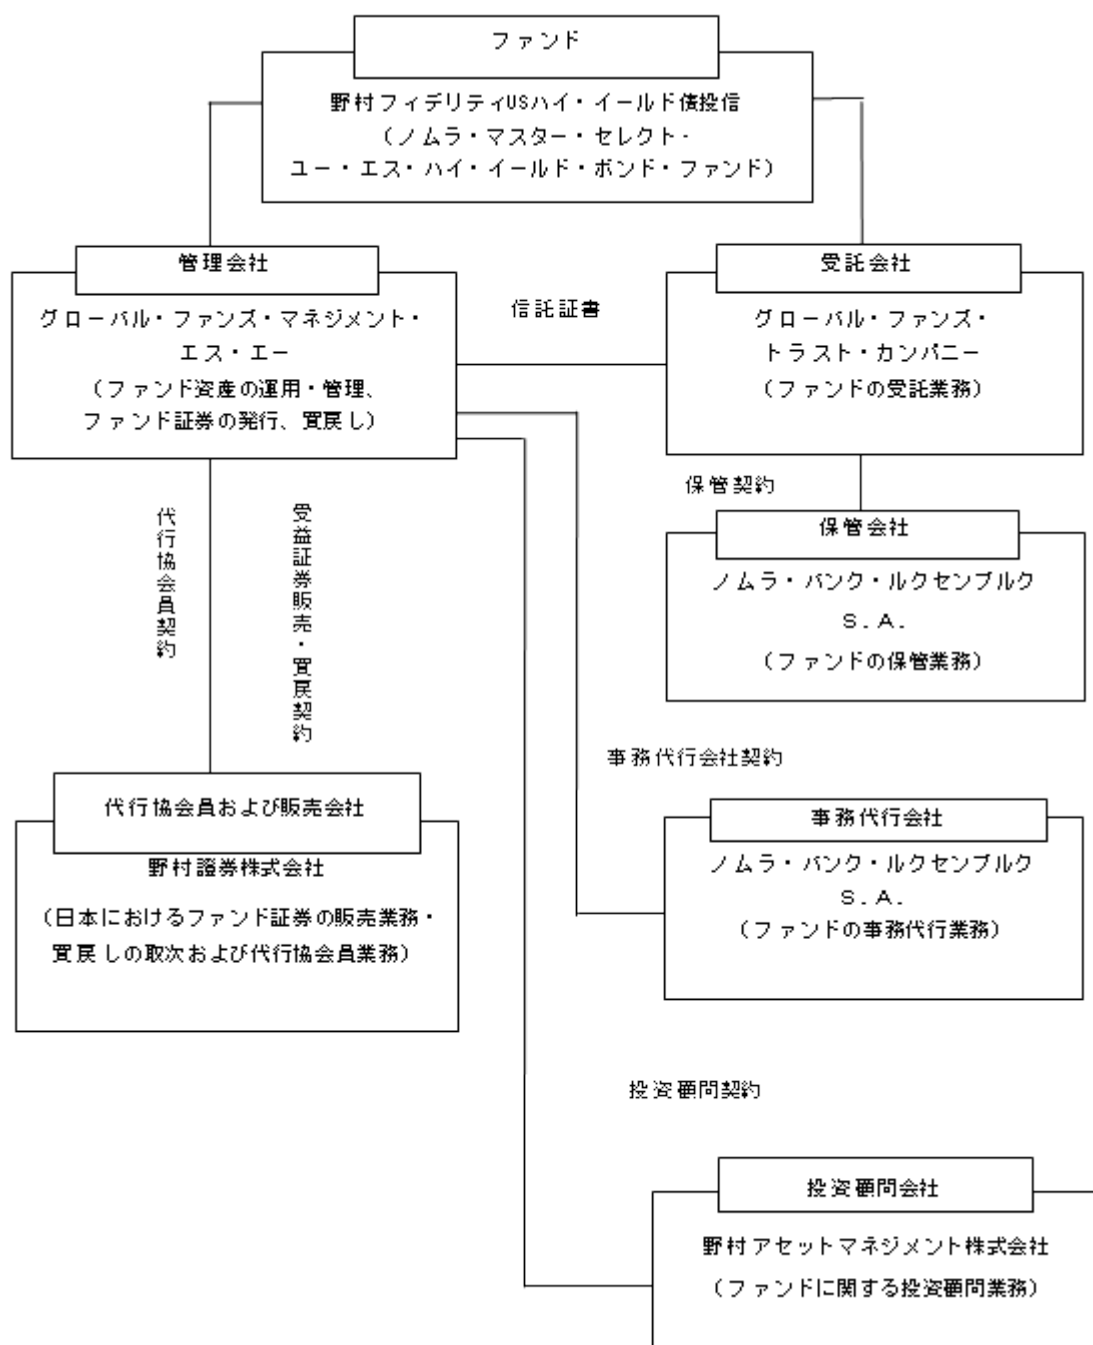 ファンド
野村フィデリティUSハイ・イールド債投信
（ノムラ・マスター・セレクト-
ユー・エス・ハイ・イールド・ボンド・ファンド）
管理会社
グローバル・ファンズ・マネジメント・
エス・エー
（ファンド資産の運用・管理、
ファンド証券の発行、買戻し）
信託証書
受託会社
グローバル・ファンズ・
トラスト・カンパニー
（ファンドの受託業務）
保管契約
保管会社
ノムラ・バンク・ルクセンブルク
S．A．
（ファンドの保管業務）
代行協会員契約
受益証券販売・買戻契約
事務代行会社契約
代行協会員および販売会社
野村證券株式会社
（日本におけるファンド証券の販売業務・
買戻しの取次および代行協会員業務）
事務代行会社
ノムラ・バンク・ルクセンブルク
S．A．
（ファンドの事務代行業務）
投資顧問契約
投資顧問会社
野村アセットマネジメント株式会社
（ファンドに関する投資顧問業務）